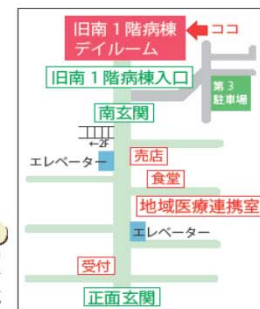 旧南1階病棟
デイルーム
ココ
旧南1階病棟入口
第3
駐車場
南玄関
←2F
エレベーター
売店
食堂
地域医療連携室
エレベーター
受付
正面玄関